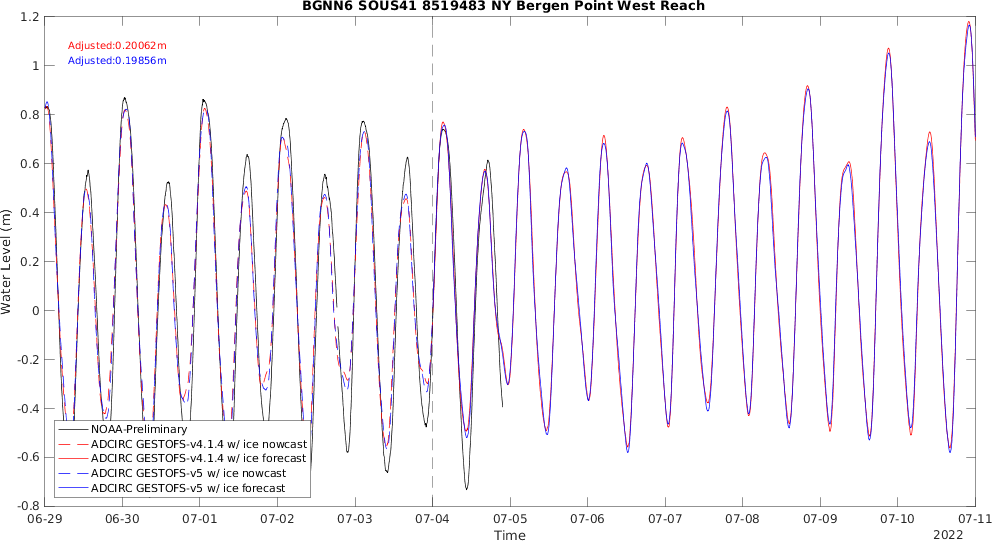 BGNN6 SOUS41 8519483 NY Bergen Point West Reach
Adjusted:0.20062m
Adjusted:0.19856m
Water Level (m)
1.2
1
0.8
0.6
0.4
0.2
0
-0.2
-0.4
-0.6
-0.8
NOAA-Preliminary
ADCIRC GESTOFS-v4.1.4 w/ ice nowcast
ADCIRC GESTOFS-v4.1.4 w/ ice forecast
ADCIRC GESTOFS-v5 w/ ice nowcast
ADCIRC GESTOFS-v5 w/ ice forecast
06-29 06-30 07-01 07-02 07-03 07-04 07-05 07-06 07-07 07-08 07-09 07-10 07-11
Time
2022